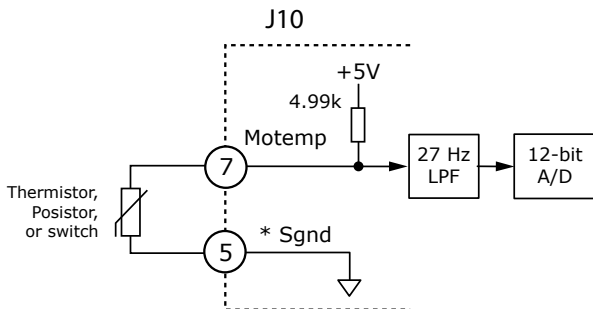 J10
+5V
4.99k
Motemp
7
27 Hz
LPF
12-bit
A/D
Thermistor,
Posistor,
or switch
* Sgnd
5